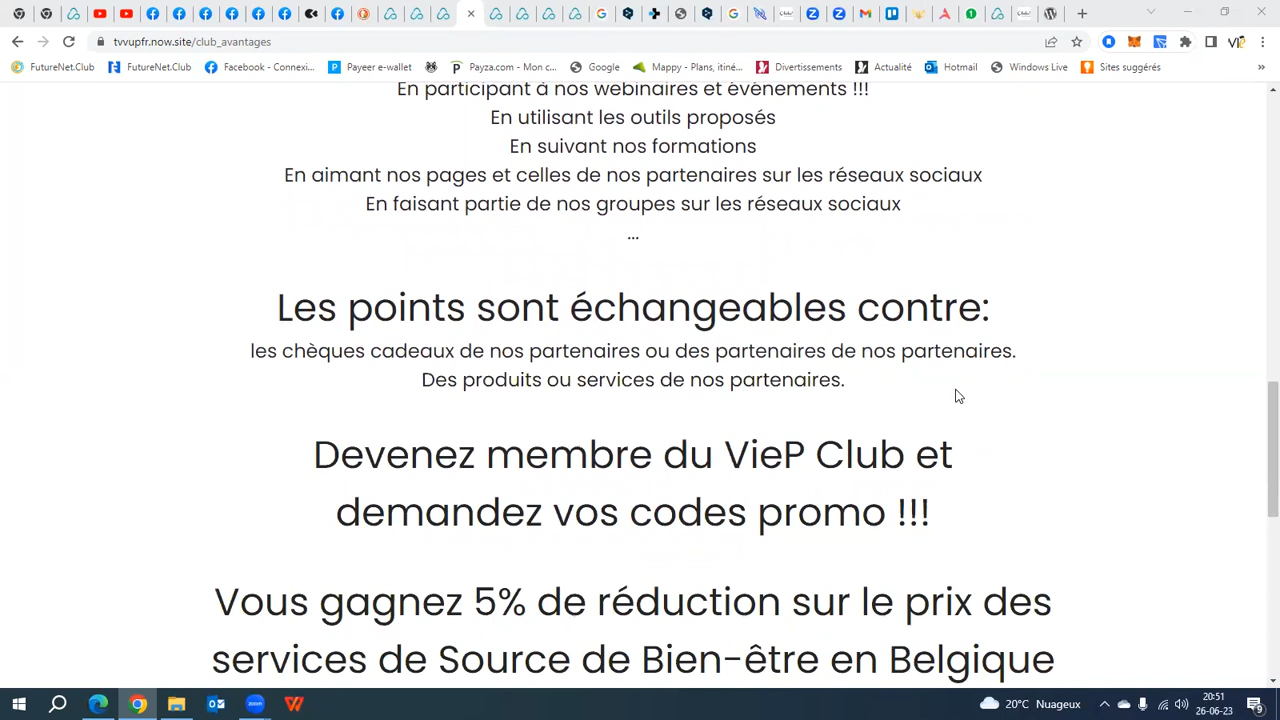 tvvupfr.now.site/club_avantages
FutureNet.Club
FutureNet.Club
Facebook - Connexi...
Payeer e-wallet
Payza.com - Mon c...
Google
Mappy - Plans, itiné...
Divertissements
Actualité
Hotmail
Windows Live
Sites suggérés
»
En participant à nos webinaires et événements !!!
En utilisant les outils proposés
En suivant nos formations
En aimant nos pages et celles de nos partenaires sur les réseaux sociaux
En faisant partie de nos groupes sur les réseaux sociaux
...
Les points sont échangeables contre:
les chèques cadeaux de nos partenaires ou des partenaires de nos partenaires.
Des produits ou services de nos partenaires.
Devenez membre du VieP Club et
demandez vos codes promo !!!
Vous gagnez 5% de réduction sur le prix des
services de Source de Bien-être en Belgique
20°C Nuageux
20:51
26-06-23